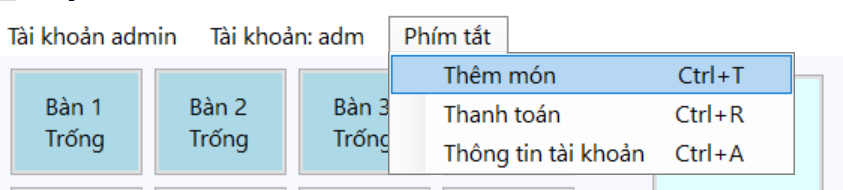 Tài khoản admin Tài khoản: adm Phím tắt
Thêm món Ctrl+T
Thanh toán Ctrl+R
Thông tin tài khoản Ctrl+A
Bàn 1
Trống
Bàn 2
Trống
Bàn 3
Trống